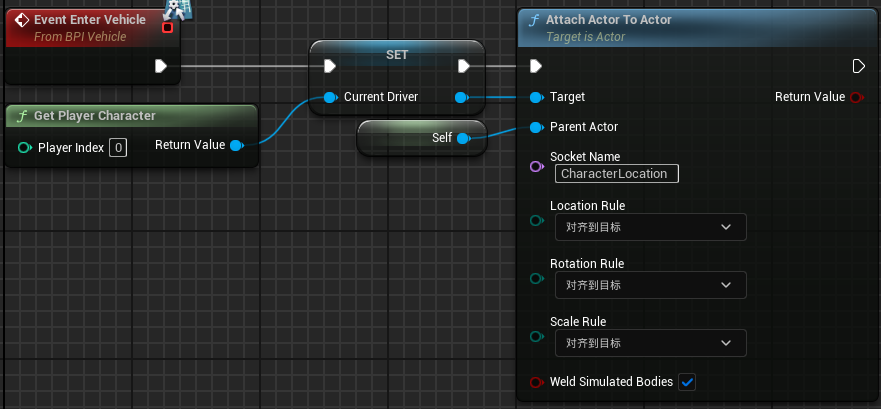 Event Enter Vehicle
From BPI Vehicle
f Get Player Character
Player Index 0
Return Value
SET
Current Driver
Self
f Attach Actor To Actor
Target is Actor
Target
Return Value
Parent Actor
Socket Name
CharacterLocation
Location Rule
对齐到目标
Rotation Rule
对齐到目标
Scale Rule
对齐到目标
Weld Simulated Bodies